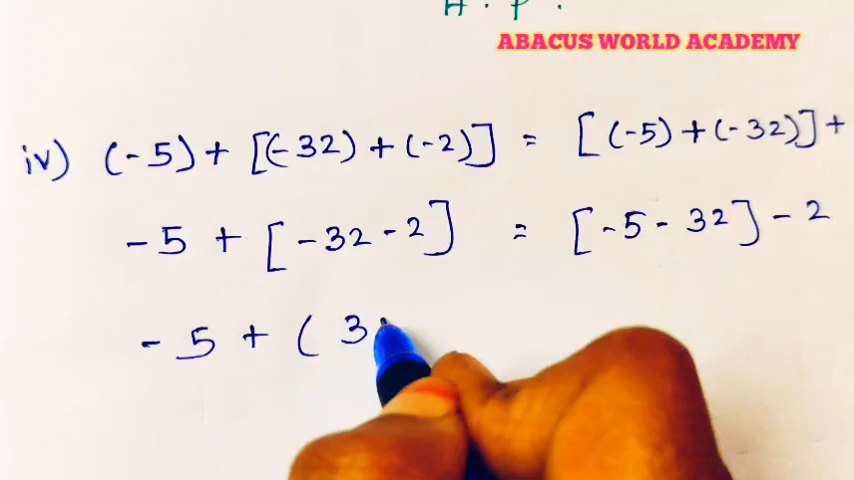 H.P.
ABACUS WORLD ACADEMY
iv) (-5) + [(-32) + (-2)] = [(-5) + (-32)] +
-5 + [-32 - 2] = [-5 - 32] - 2
- 5 + ( 3